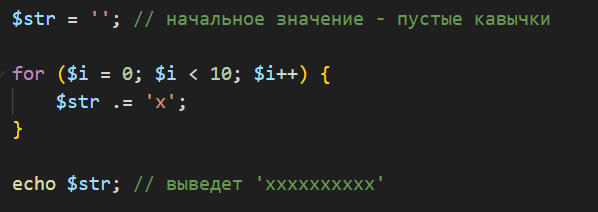 $str = ''; // начальное значение - пустые кавычки
for ($i = 0; $i < 10; $i++) {
$str .= 'x';
}
echo $str; // выведет 'xxxxxxxxxx'